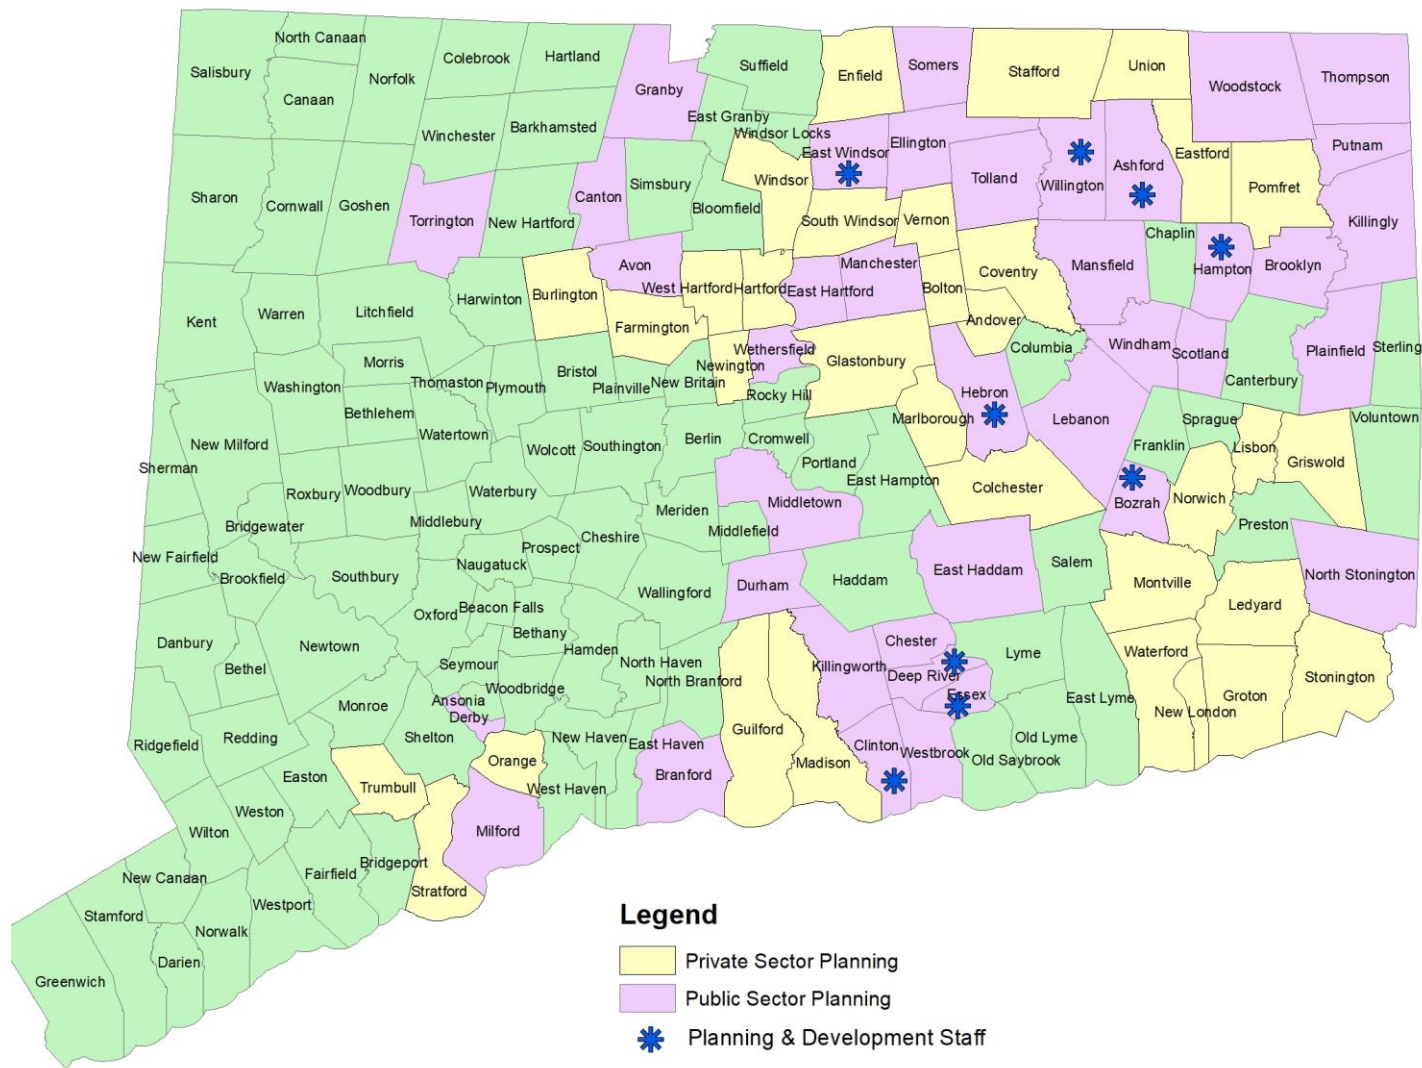 North Canaan
Salisbury
Canaan
Norfolk
Colebrook
Hartland
Granby
Suffield
Enfield
Somers
Stafford
Union
Woodstock
Thompson
East Granby
Windsor Locks
Winchester
Barkhamsted
East Windsor
Ellington
Putnam
Sharon
Cornwall
Goshen
Torrington
New Hartford
Canton
Simsbury
Bloomfield
Windsor
South Windsor
Vernon
Tolland
Willington
Ashford
Eastford
Pomfret
Killingly
Chaplin
Hampton
Brooklyn
Mansfield
Coventry
Manchester
East Hartford
Bolton
Andover
Avon
West Hartford
Hartford
Burlington
Farmington
Harwinton
Litchfield
Warren
Kent
Morris
Washington
Bethlehem
Thomaston
Plymouth
Bristol
Plainville
New Britain
Newington
Wethersfield
Rocky Hill
Glastonbury
Columbia
Windham
Scotland
Canterbury
Plainfield
Sterling
Hebron
Marlborough
Lebanon
Franklin
Sprague
Lisbon
Griswold
Voluntown
New Milford
Sherman
Roxbury
Woodbury
Watertown
Wolcott
Southington
Berlin
Cromwell
Portland
East Hampton
Colchester
Bozrah
Norwich
Preston
Bridgewater
Middlebury
Waterbury
Meriden
Middletown
Middlefield
New Fairfield
Brookfield
Southbury
Naugatuck
Prospect
Cheshire
Wallingford
Durham
Haddam
East Haddam
Salem
Montville
Ledyard
North Stonington
Danbury
Bethel
Newtown
Oxford
Beacon Falls
Bethany
Hamden
North Haven
North Branford
Seymour
Woodbridge
Ansonia
Derby
Killingworth
Chester
Deep River
Essex
Lyme
East Lyme
Waterford
New London
Groton
Stonington
Ridgefield
Redding
Monroe
Shelton
Orange
New Haven
East Haven
West Haven
Branford
Guilford
Madison
Clinton
Westbrook
Old Saybrook
Old Lyme
Easton
Trumbull
Milford
Stratford
Weston
Wilton
Fairfield
Bridgeport
New Canaan
Stamford
Westport
Norwalk
Darien
Greenwich
Legend
Private Sector Planning
Public Sector Planning
Planning & Development Staff